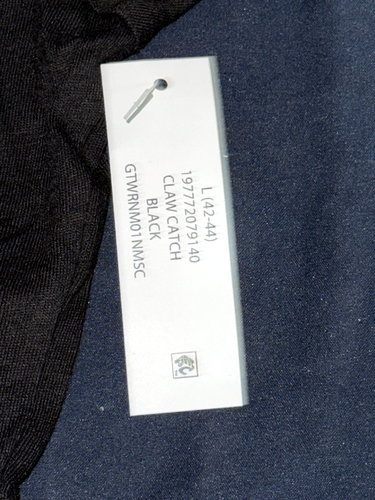 L (42-44)
197772079140
CLAW CATCH
BLACK
GTWRNM01NMSC